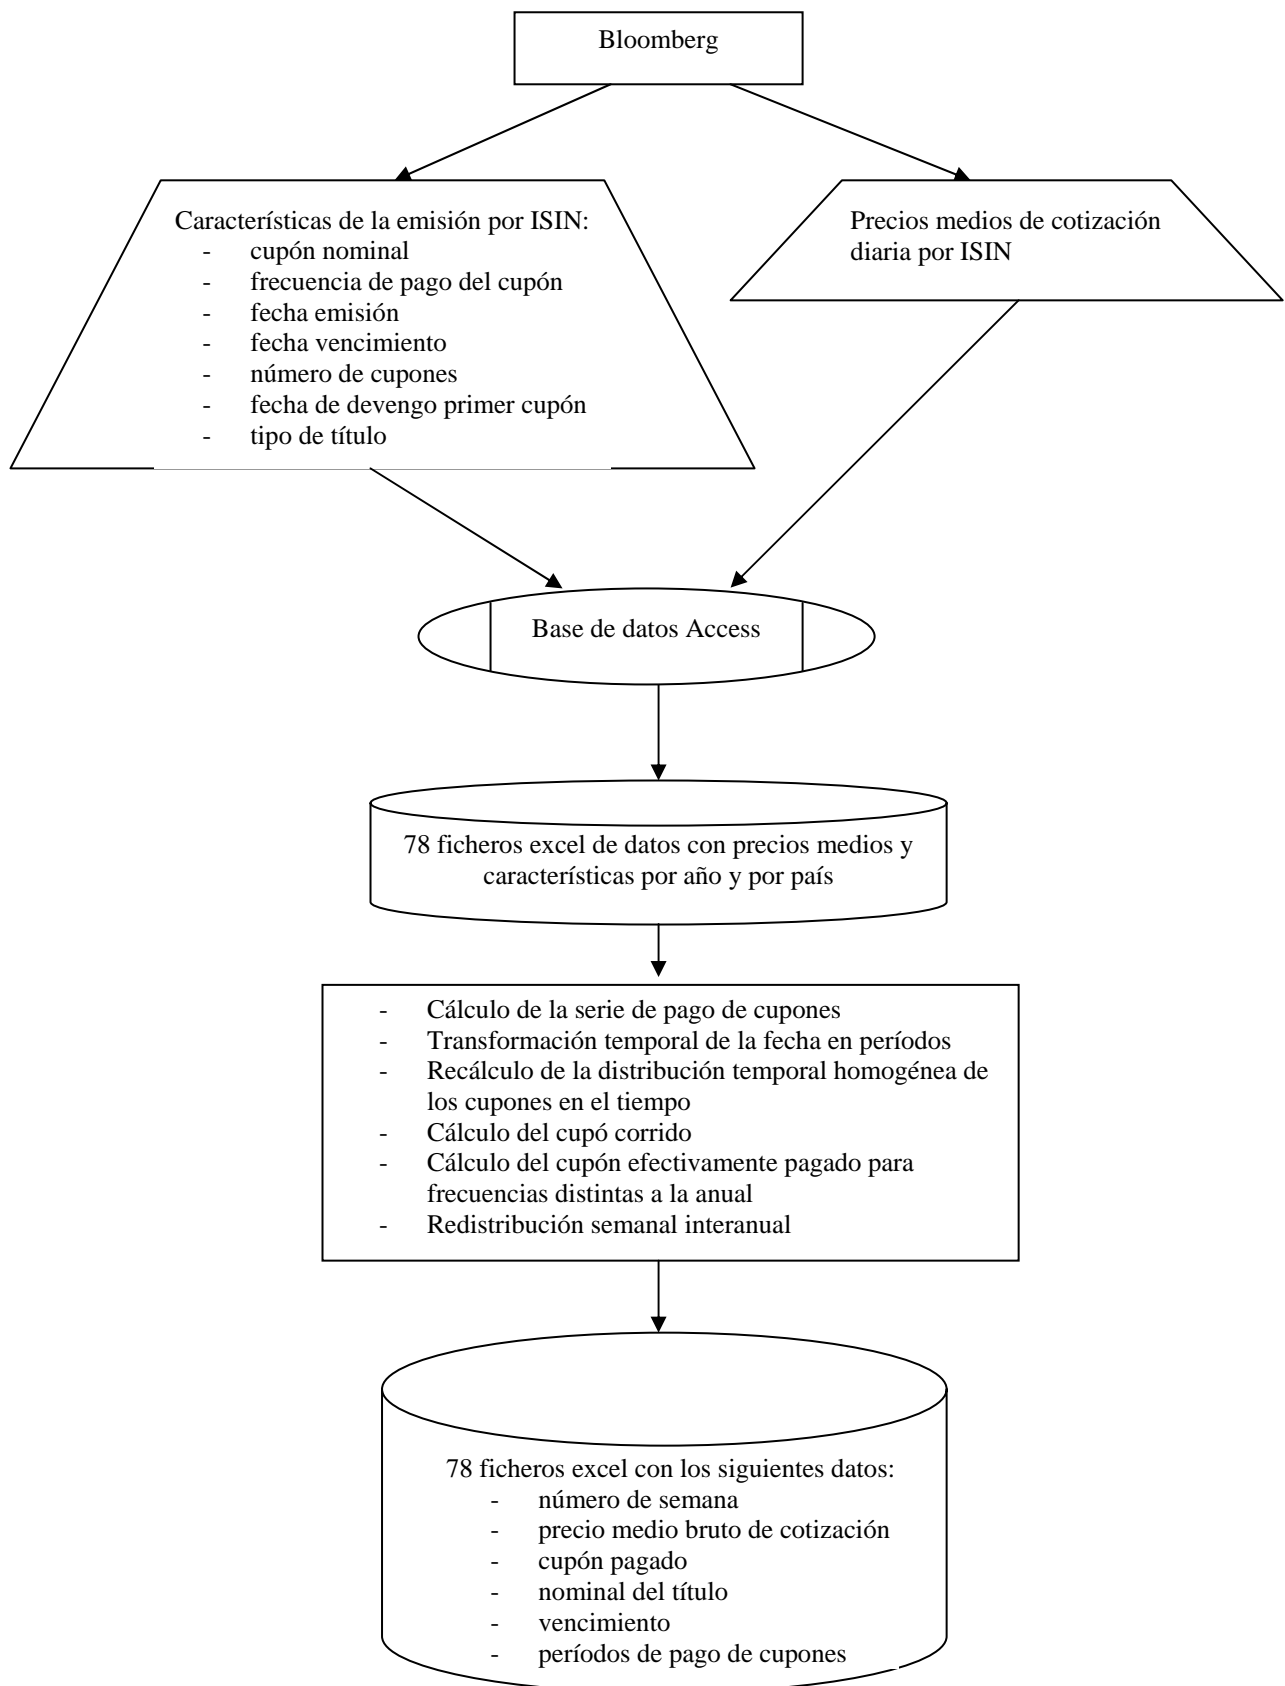 Bloomberg
Características de la emisión por ISIN:
- cupón nominal
- frecuencia de pago del cupón
- fecha emisión
- fecha vencimiento
- número de cupones
- fecha de devengo primer cupón
- tipo de título
Precios medios de cotización
diaria por ISIN
Base de datos Access
78 ficheros excel de datos con precios medios y
características por año y por país
- Cálculo de la serie de pago de cupones
- Transformación temporal de la fecha en períodos
- Recálculo de la distribución temporal homogénea de
los cupones en el tiempo
- Cálculo del cupó corrido
- Cálculo del cupón efectivamente pagado para
frecuencias distintas a la anual
- Redistribución semanal interanual
78 ficheros excel con los siguientes datos:
- número de semana
- precio medio bruto de cotización
- cupón pagado
- nominal del título
- vencimiento
- períodos de pago de cupones